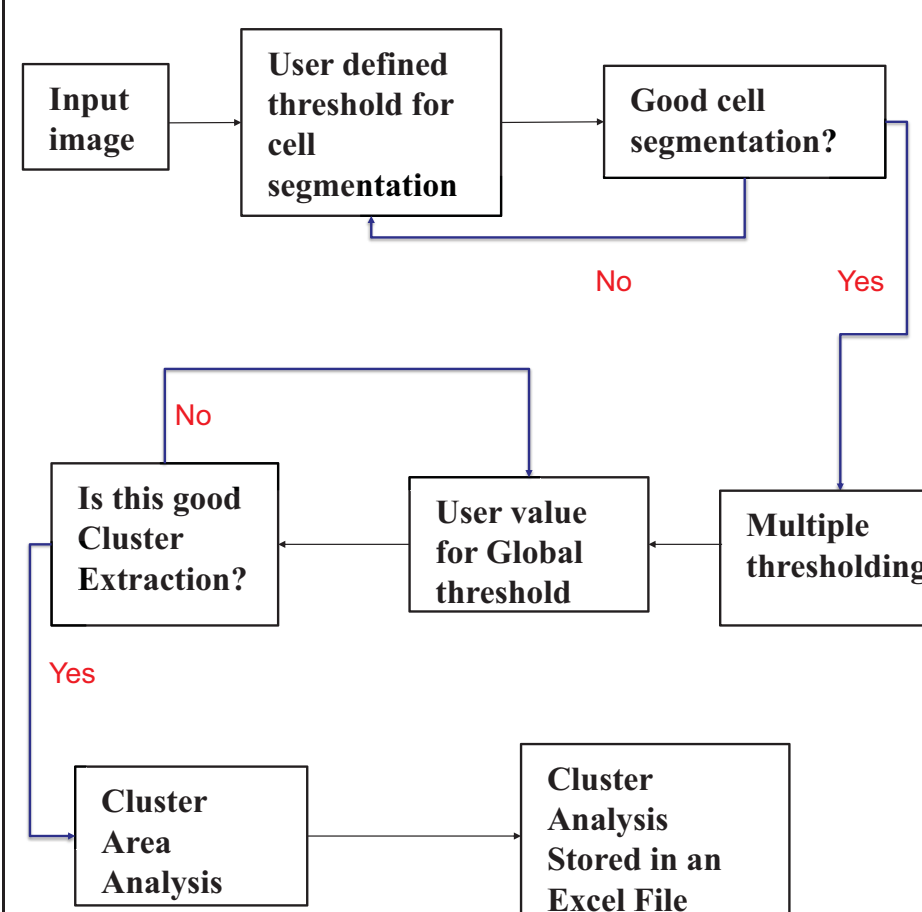 Input
image
User defined
threshold for
cell
segmentation
Good cell
segmentation?
No
Yes
No
Is this good
Cluster
Extraction?
User value
for Global
threshold
Multiple
thresholding
Yes
Cluster
Area
Analysis
Cluster
Analysis
Stored in an
Excel File